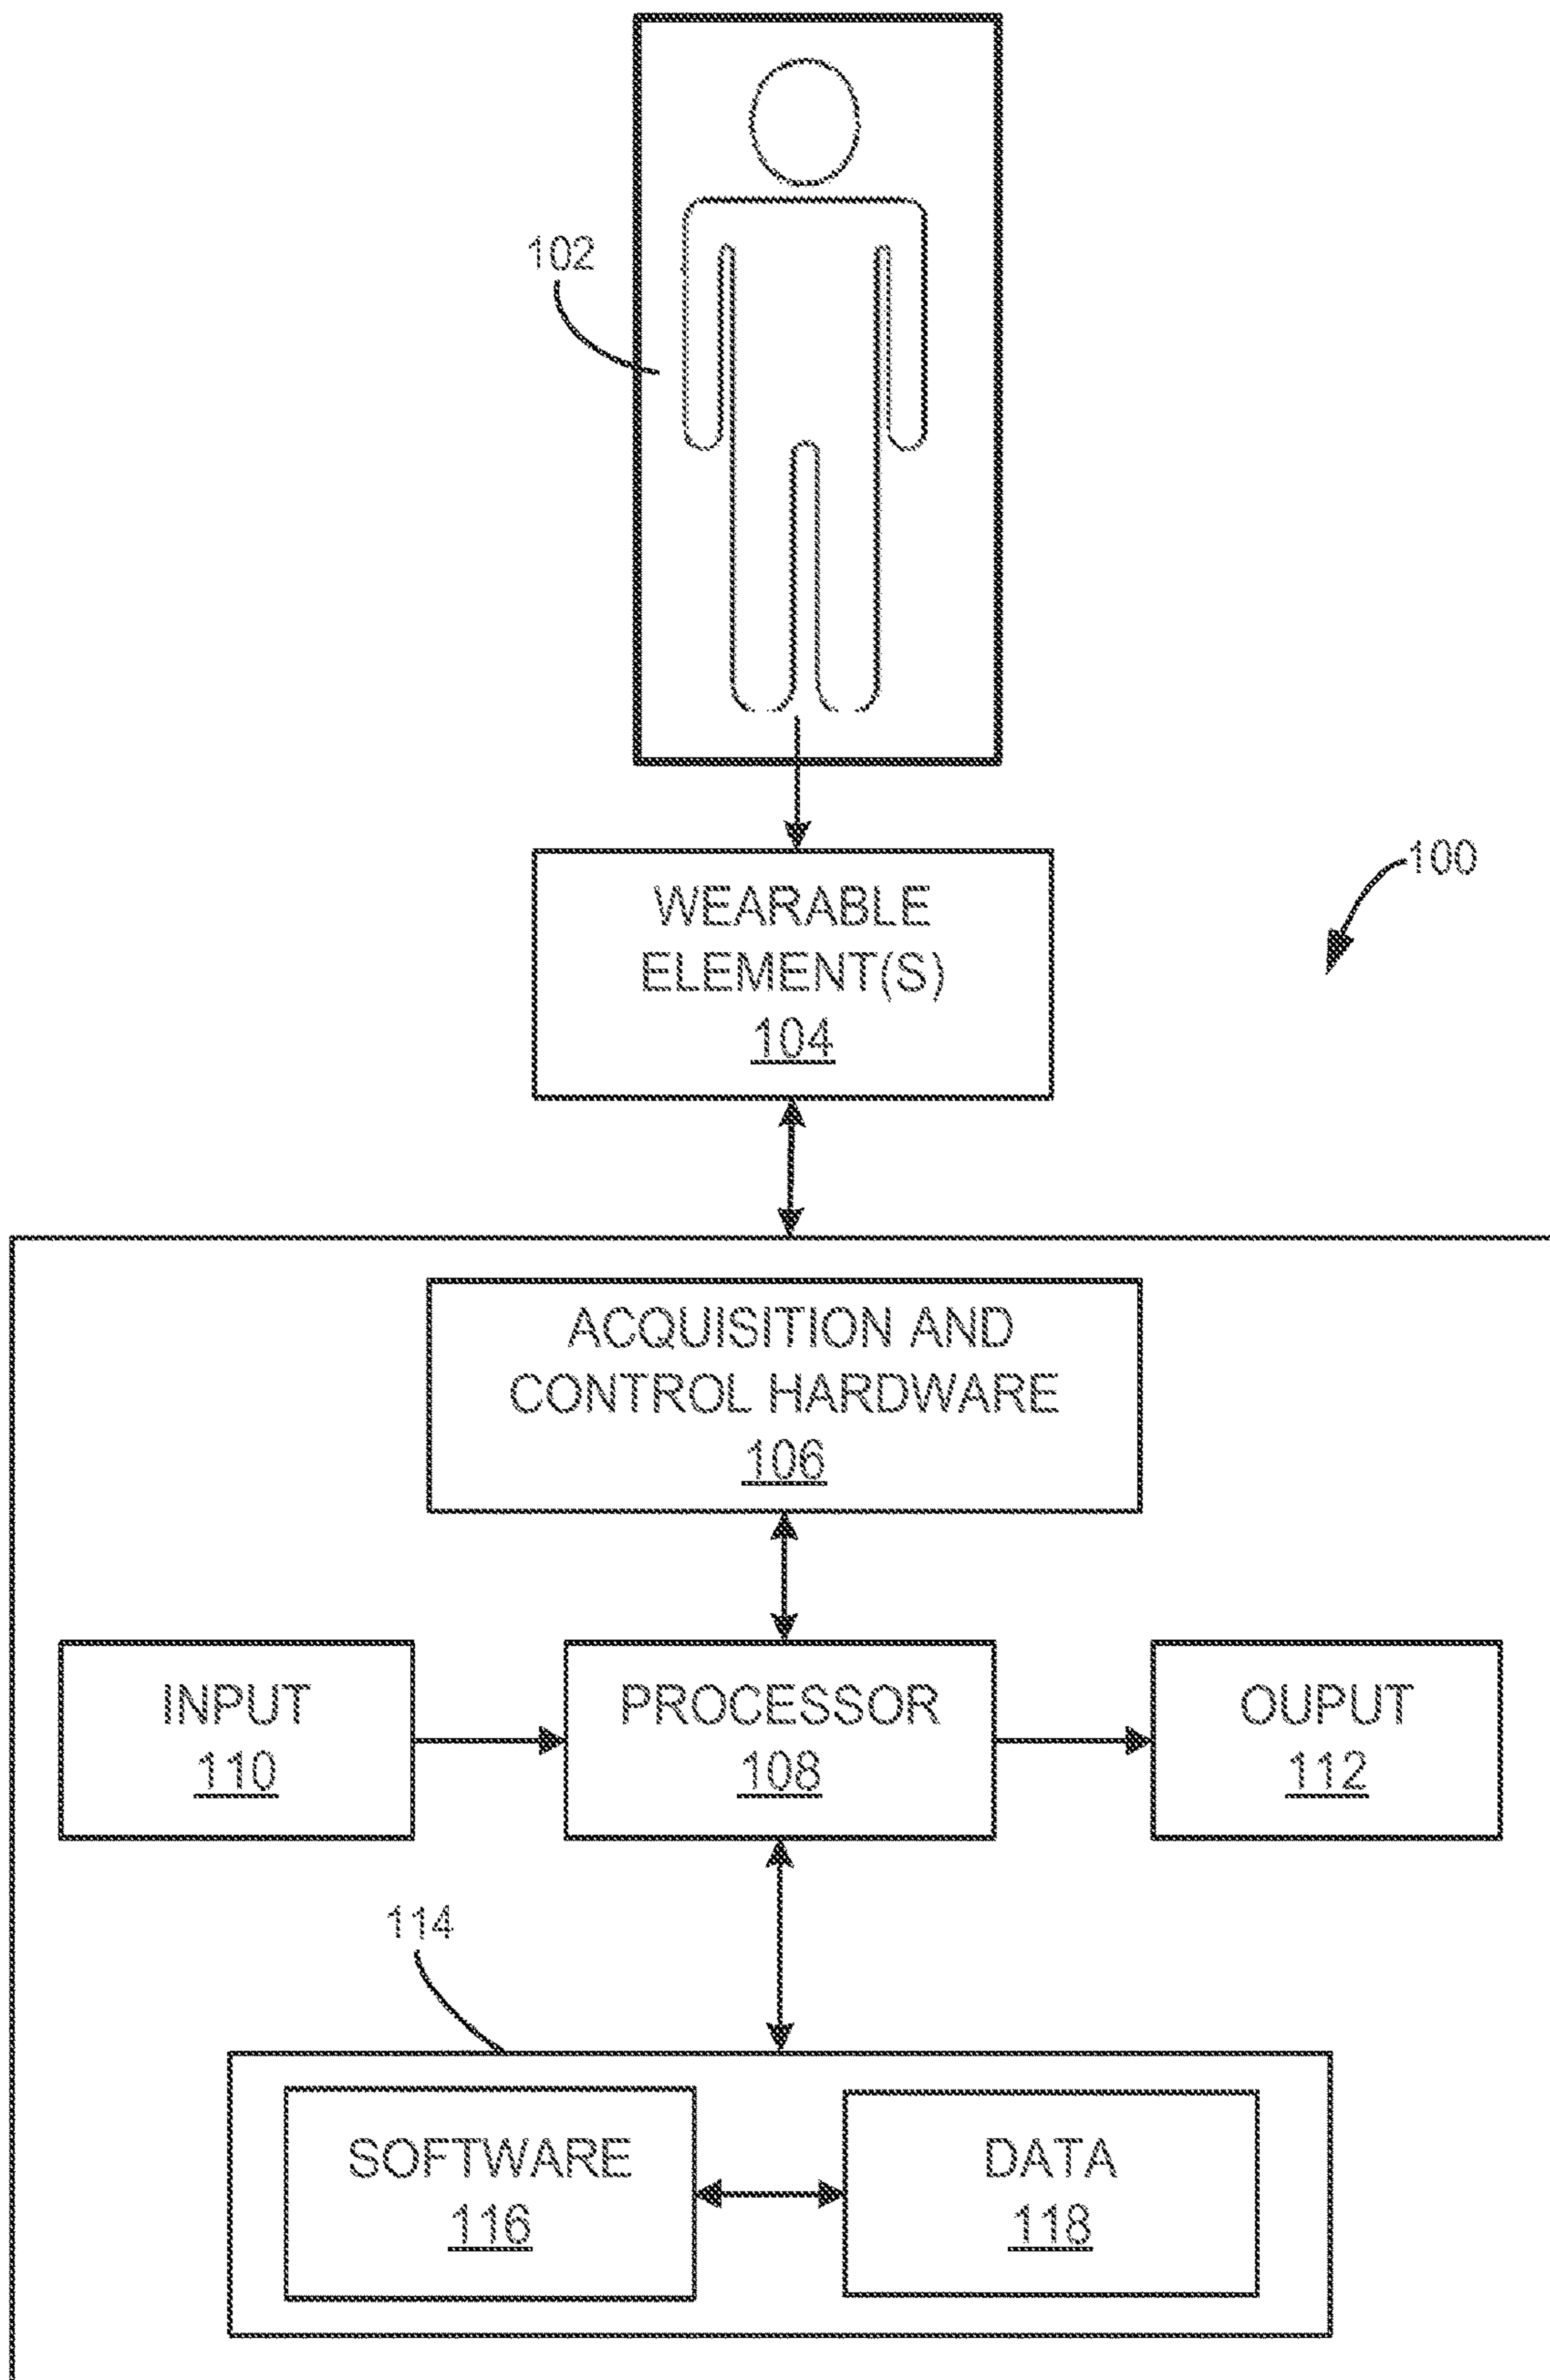 102
WEARABLE
ELEMENT(S)
104
100
ACQUISITION AND
CONTROL HARDWARE
106
INPUT
110
PROCESSOR
108
OUPUT
112
114
SOFTWARE
116
DATA
118